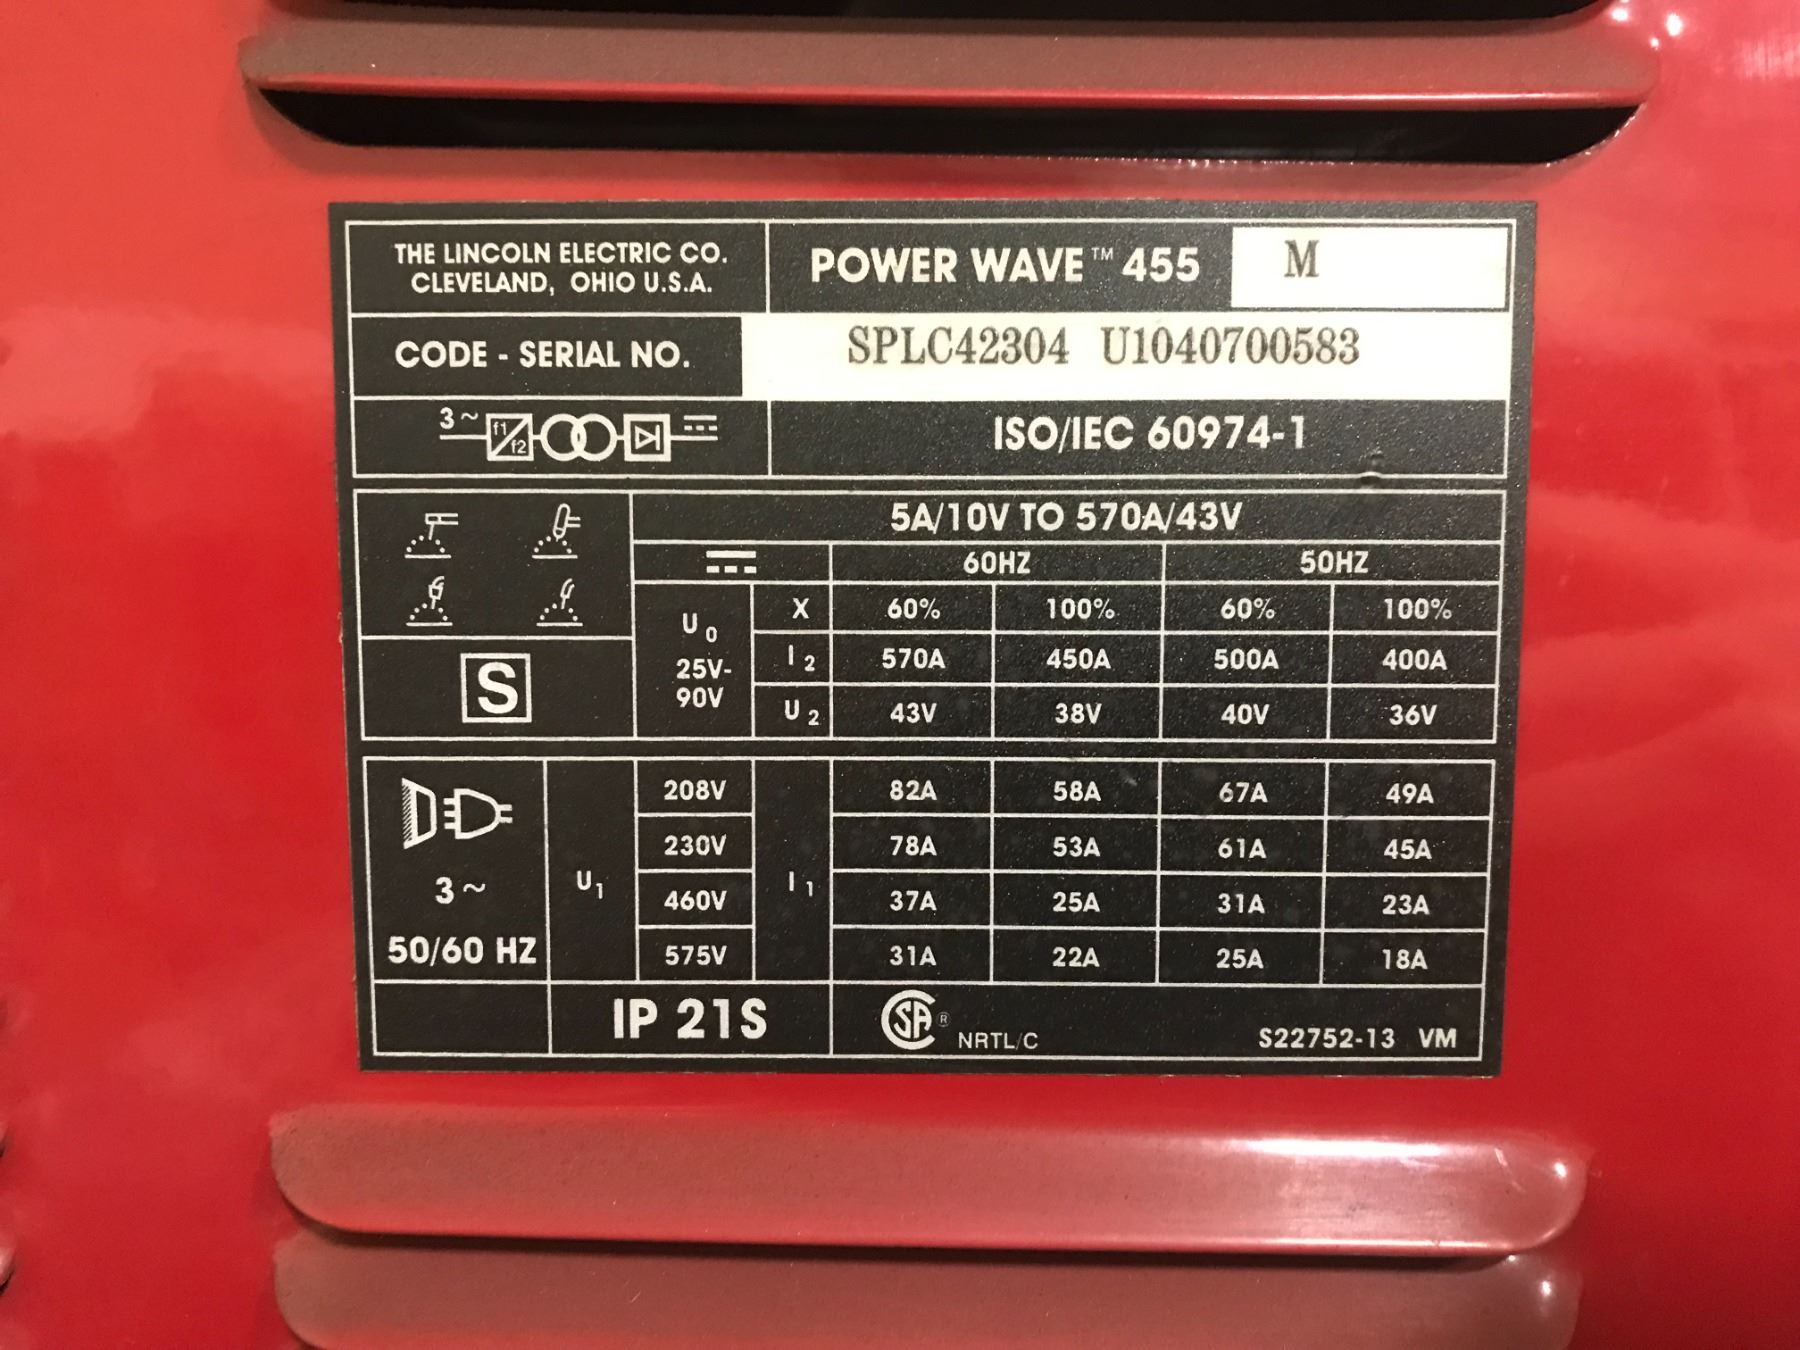 THE LINCOLN ELECTRIC CO.
CLEVELAND, OHIO U.S.A.
POWER WAVE™ 455 M
CODE - SERIAL NO. SPLC42304 U1040700583
3~ f1 f2
ISO/IEC 60974-1
5A/10V TO 570A/43V
60HZ 50HZ
U0 25V-90V
X 60% 100% 60% 100%
I2 570A 450A 500A 400A
U2 43V 38V 40V 36V
S
3~
50/60 HZ
U1
I1
208V 82A 58A 67A 49A
230V 78A 53A 61A 45A
460V 37A 25A 31A 23A
575V 31A 22A 25A 18A
IP 21S
SA ® NRTL/C
S22752-13 VM